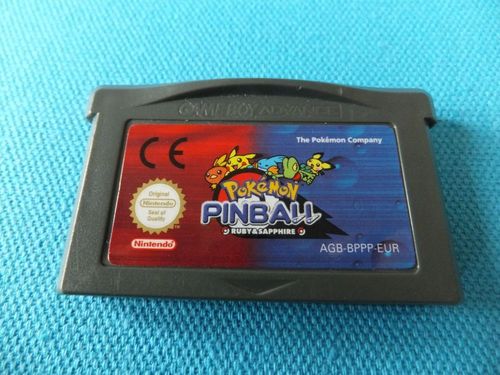 GAME BOY ADVANCE
The Pokémon Company
CE
POKéMON
PINBALL
RUBY & SAPPHIRE
Original
Nintendo
Seal of
Quality
TM
Nintendo
AGB-BPPP-EUR